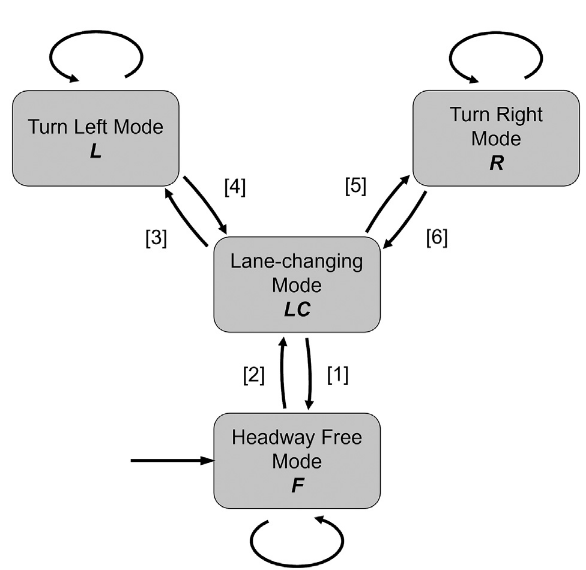 Turn Left Mode
L
Turn Right
Mode
R
[4]
[5]
[3]
[6]
Lane-changing
Mode
LC
[2]
[1]
Headway Free
Mode
F